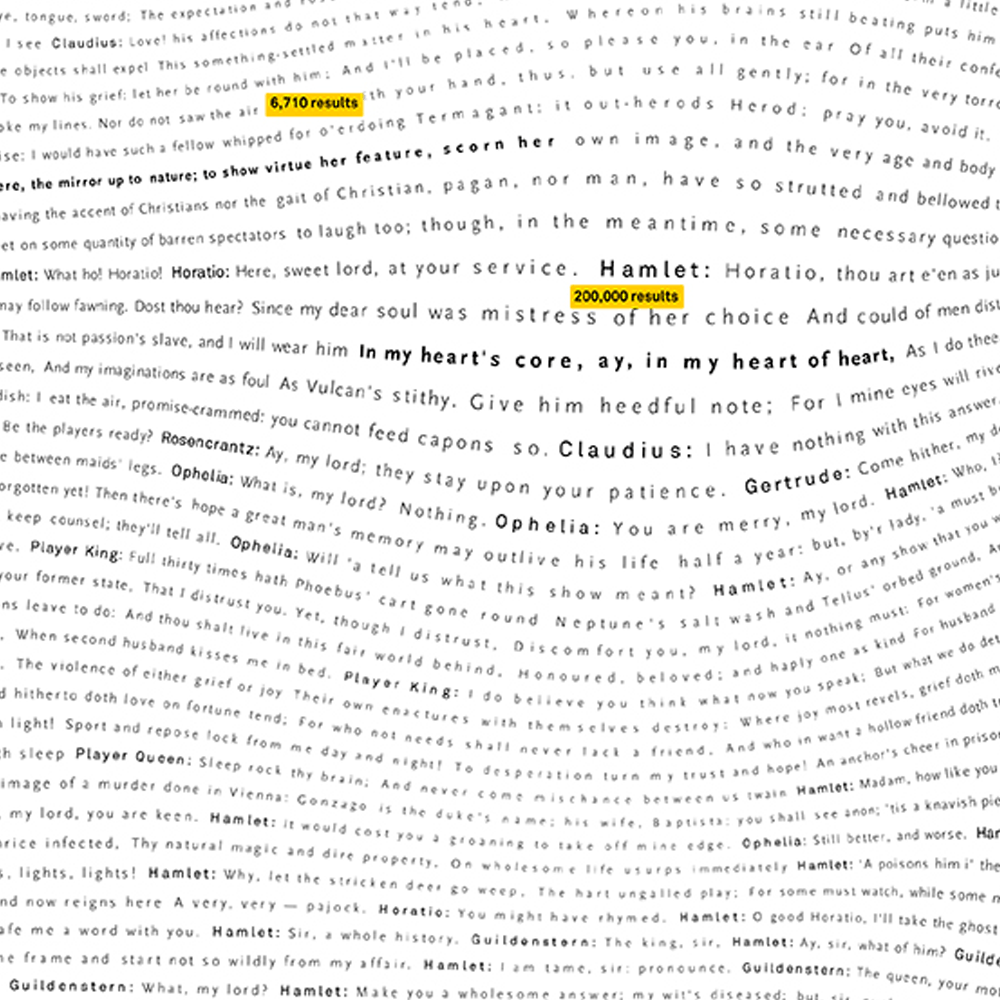 ye, tongue, sword; The expectation and
I see Claudius: Love! his affections do not that way tend;
e objects shall expel This something-settled matter in his heart, Whereon his brains still beating puts him
To show his grief: let her be round with him; And I'll be placed, so please you, in the ear Of all their confe
oke my lines. Nor do not saw the air 6,710 results ith your hand, thus, but use all gently; for in the very torre
ise: I would have such a fellow whipped for o'erdoing Termagant; it out-herods Herod: pray you, avoid it.
ere, the mirror up to nature; to show virtue her feature, scorn her own image, and the very age and body
aving the accent of Christians nor the gait of Christian, pagan, nor man, have so strutted and bellowed t
et on some quantity of barren spectators to laugh too; though, in the meantime, some necessary questio
mlet: What ho! Horatio! Horatio: Here, sweet lord, at your service. Hamlet: Horatio, thou art e'en as ju
200,000 results
may follow fawning. Dost thou hear? Since my dear soul was mistress of her choice And could of men dist
That is not passion's slave, and I will wear him In my heart's core, ay, in my heart of heart, As I do thee
seen, And my imaginations are as foul As Vulcan's stithy. Give him heedful note; For I mine eyes will rive
dish: I eat the air, promise-crammed: you cannot feed capons so. Claudius: I have nothing with this answer
Be the players ready? Rosencrantz: Ay, my lord; they stay upon your patience. Gertrude: Come hither, my de
e between maids' legs. Ophelia: What is, my lord? Nothing. Ophelia: You are merry, my lord. Hamlet: Who, I?
orgotten yet! Then there's hope a great man's memory may outlive his life half a year: but, by'r lady, 'a must b
keep counsel; they'll tell all. Ophelia: Will 'a tell us what this show meant? Hamlet: Ay, or any show that you w
ve. Player King: Full thirty times hath Phoebus' cart gone round Neptune's salt wash and Tellus' orbed ground, A
your former state, That I distrust you. Yet, though I distrust, Discomfort you, my lord, it nothing must: For women's
ns leave to do: And thou shalt live in this fair world behind, Honoured, beloved; and haply one as kind For husband
. When second husband kisses me in bed. Player King: I do believe you think what now you speak; But what we do det
. The violence of either grief or joy Their own enactures with themselves destroy: Where joy most revels, grief doth m
d hitherto doth love on fortune tend; For who not needs shall never lack a friend, And who in want a hollow friend doth t
light! Sport and repose lock from me day and night! To desperation turn my trust and hope! An anchor's cheer in prison
th sleep Player Queen: Sleep rock thy brain; And never come mischance between us twain Hamlet: Madam, how like you
image of a murder done in Vienna: Gonzago is the duke's name; his wife, Baptista: you shall see anon; 'tis a knavish pie
, my lord, you are keen. Hamlet: It would cost you a groaning to take off mine edge. Ophelia: Still better, and worse. Ham
hrice infected, Thy natural magic and dire property, On wholesome life usurps immediately Hamlet: 'A poisons him i' the
s, lights, lights! Hamlet: Why, let the stricken deer go weep, The hart ungalled play; For some must watch, while some m
nd now reigns here A very, very — pajock. Horatio: You might have rhymed. Hamlet: O good Horatio, I'll take the ghost
afe me a word with you. Hamlet: Sir, a whole history. Guildenstern: The king, sir, Hamlet: Ay, sir, what of him? Guilde
he frame and start not so wildly from my affair. Hamlet: I am tame, sir: pronounce. Guildenstern: The queen, your mo
Guildenstern: What, my lord? Hamlet: Make you a wholesome answer; my wit's diseased: but, sir,